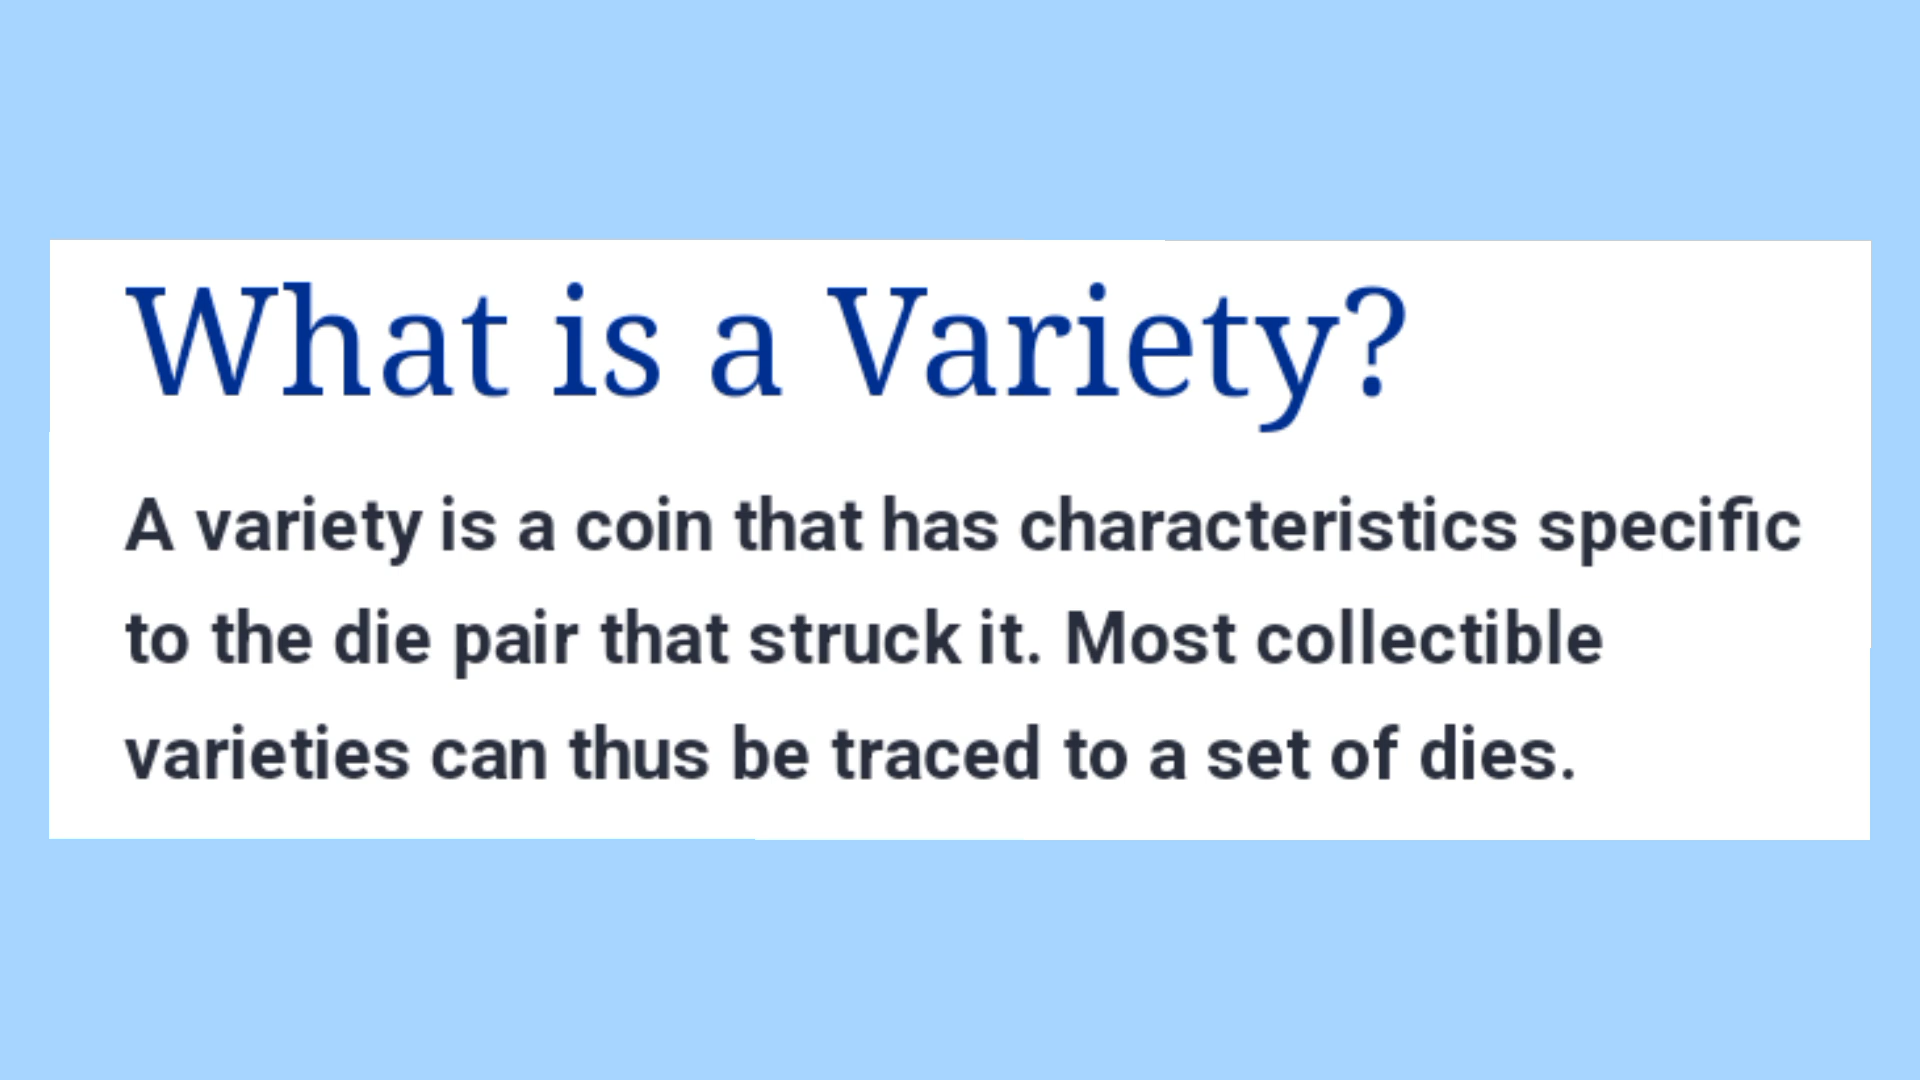 What is a Variety?
A variety is a coin that has characteristics specific
to the die pair that struck it. Most collectible
varieties can thus be traced to a set of dies.